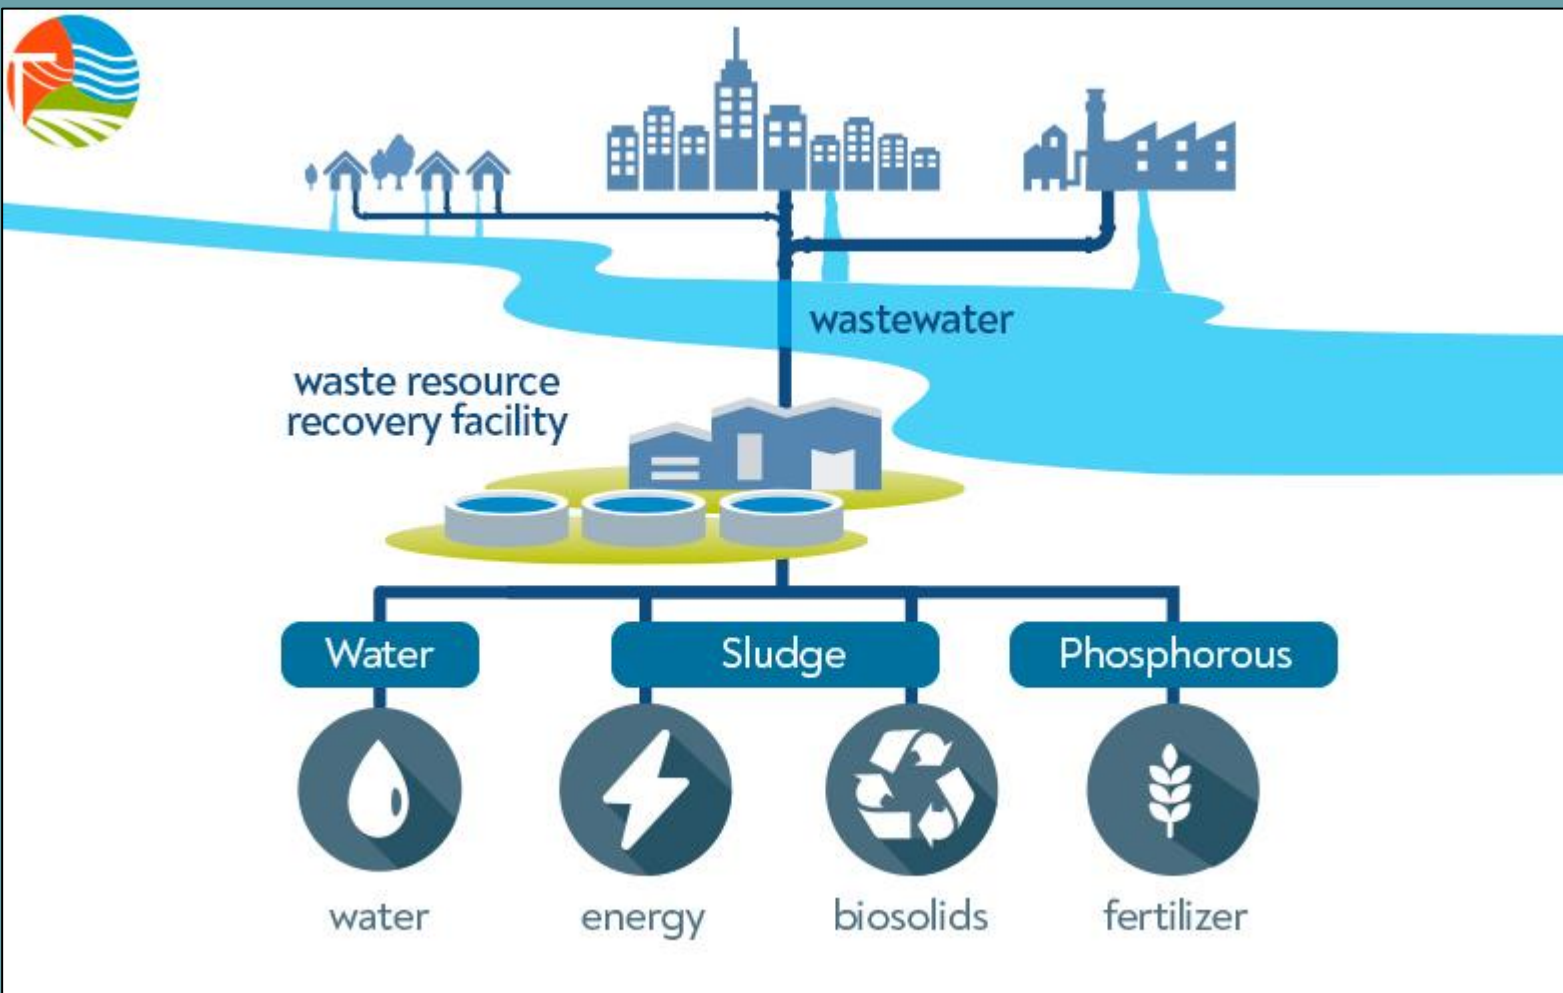 wastewater
waste resource
recovery facility
Water
Sludge
Phosphorous
water
energy
biosolids
fertilizer